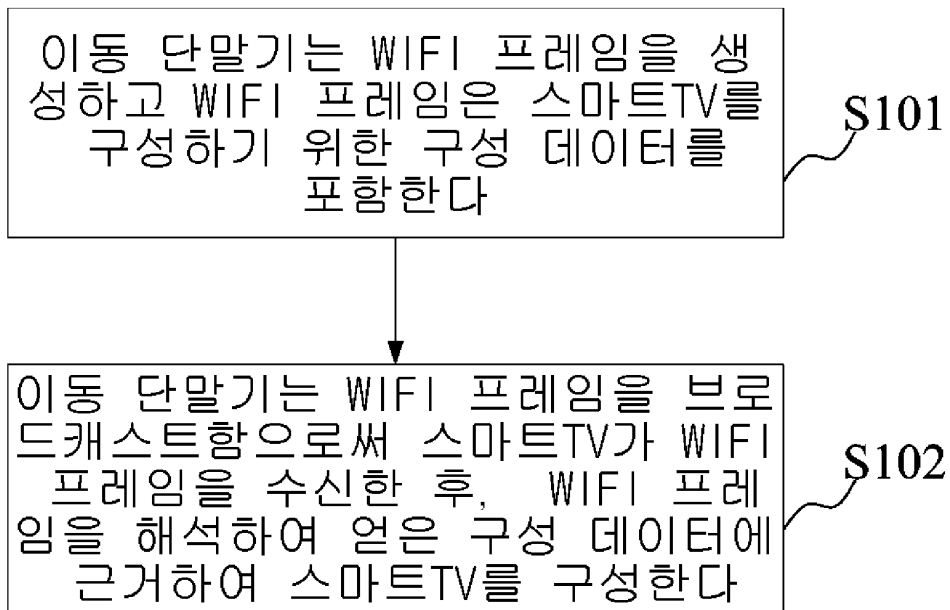 이동 단말기는 WIFI 프레임을 생
성하고 WIFI 프레임은 스마트TV를
구성하기 위한 구성 데이터를
포함한다
S101
이동 단말기는 WIFI 프레임을 브로
드캐스트함으로써 스마트TV가 WIFI
프레임을 수신한 후, WIFI 프레
임을 해석하여 얻은 구성 데이터에
근거하여 스마트TV를 구성한다
S102